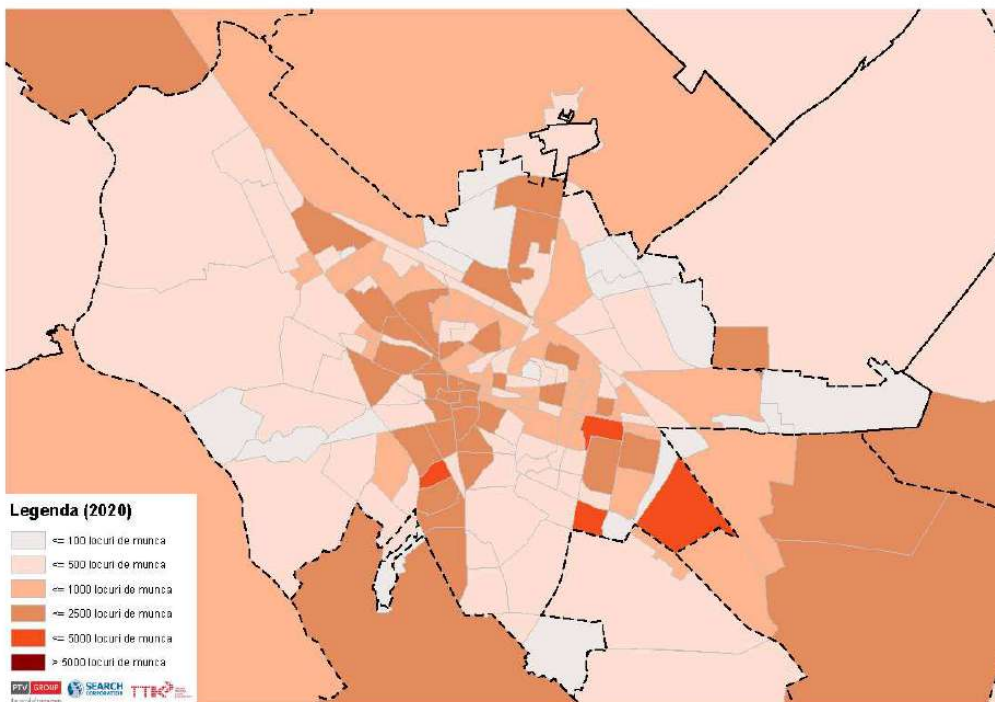 Legenda (2020)
<= 100 locuri de munca
<= 500 locuri de munca
<= 1000 locuri de munca
<= 2500 locuri de munca
<= 5000 locuri de munca
> 5000 locuri de munca
PTV GROUP
SEARCH
CORPORATION
TTK